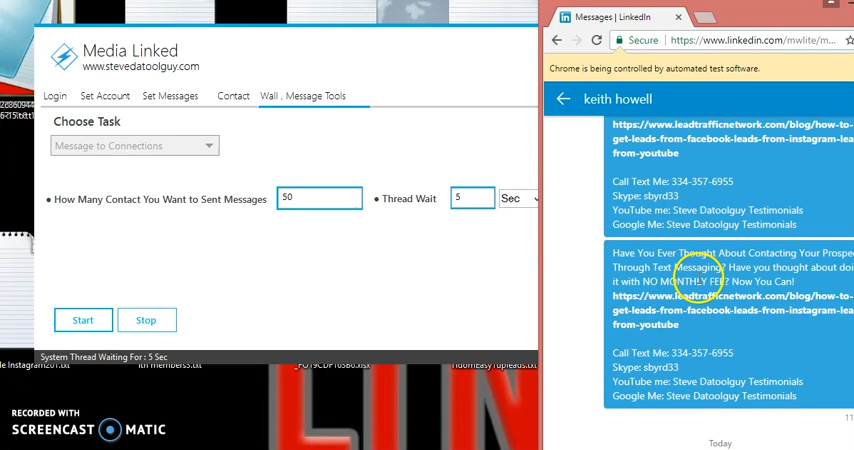 Media Linked
www.stevedatoolguy.com
Login Set Account Set Messages Contact Wall , Message Tools
Choose Task
Message to Connections
How Many Contact You Want to Sent Messages 50 Thread Wait 5 Sec
Start Stop
System Thread Waiting For : 5 Sec
RECORDED WITH
SCREENCAST MATIC
Messages | LinkedIn
Secure https://www.linkedin.com/mwlite/m...
Chrome is being controlled by automated test software.
keith howell
https://www.leadtrafficnetwork.com/blog/how-to-
get-leads-from-facebook-leads-from-instagram-lea
from-youtube
Call Text Me: 334-357-6955
Skype: sbyrd33
YouTube me: Steve Datoolguy Testimonials
Google Me: Steve Datoolguy Testimonials
Have You Ever Thought About Contacting Your Prospe
Through Text Messaging? Have you thought about doi
it with NO MONTHLY FEE? Now You Can!
https://www.leadtrafficnetwork.com/blog/how-to-
get-leads-from-facebook-leads-from-instagram-lea
from-youtube
Call Text Me: 334-357-6955
Skype: sbyrd33
YouTube me: Steve Datoolguy Testimonials
Google Me: Steve Datoolguy Testimonials
11
Today